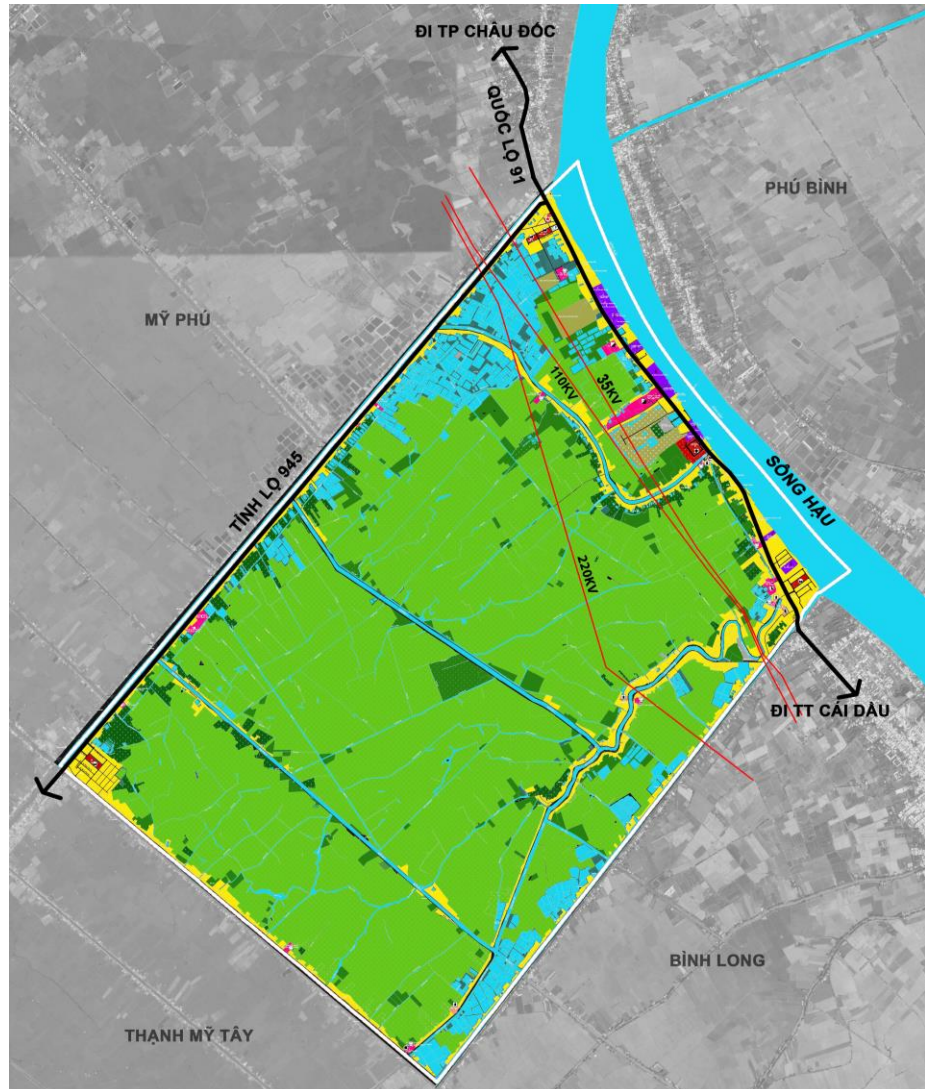 ĐI TP CHÂU ĐỐC
QUỐC LỘ 91
PHÚ BÌNH
MỸ PHÚ
110KV
35KV
TỈNH LỘ 945
SÔNG HẬU
220KV
ĐI TT CÁI DẦU
BÌNH LONG
THẠNH MỸ TÂY